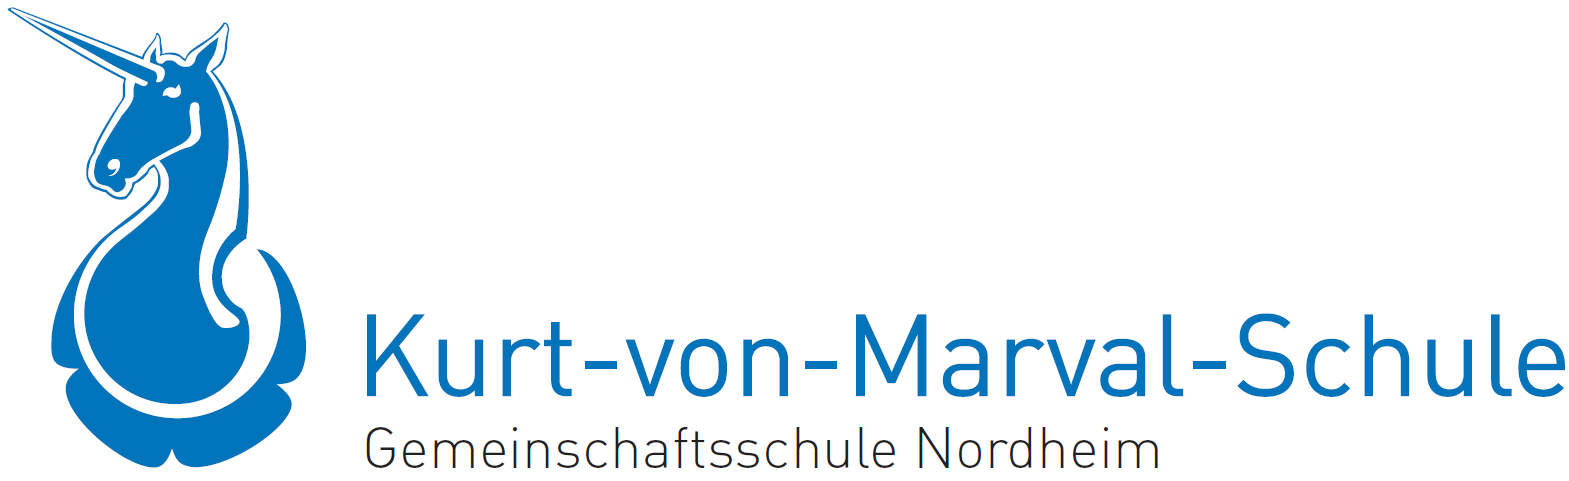 Kurt-von-Marval-Schule
Gemeinschaftsschule Nordheim